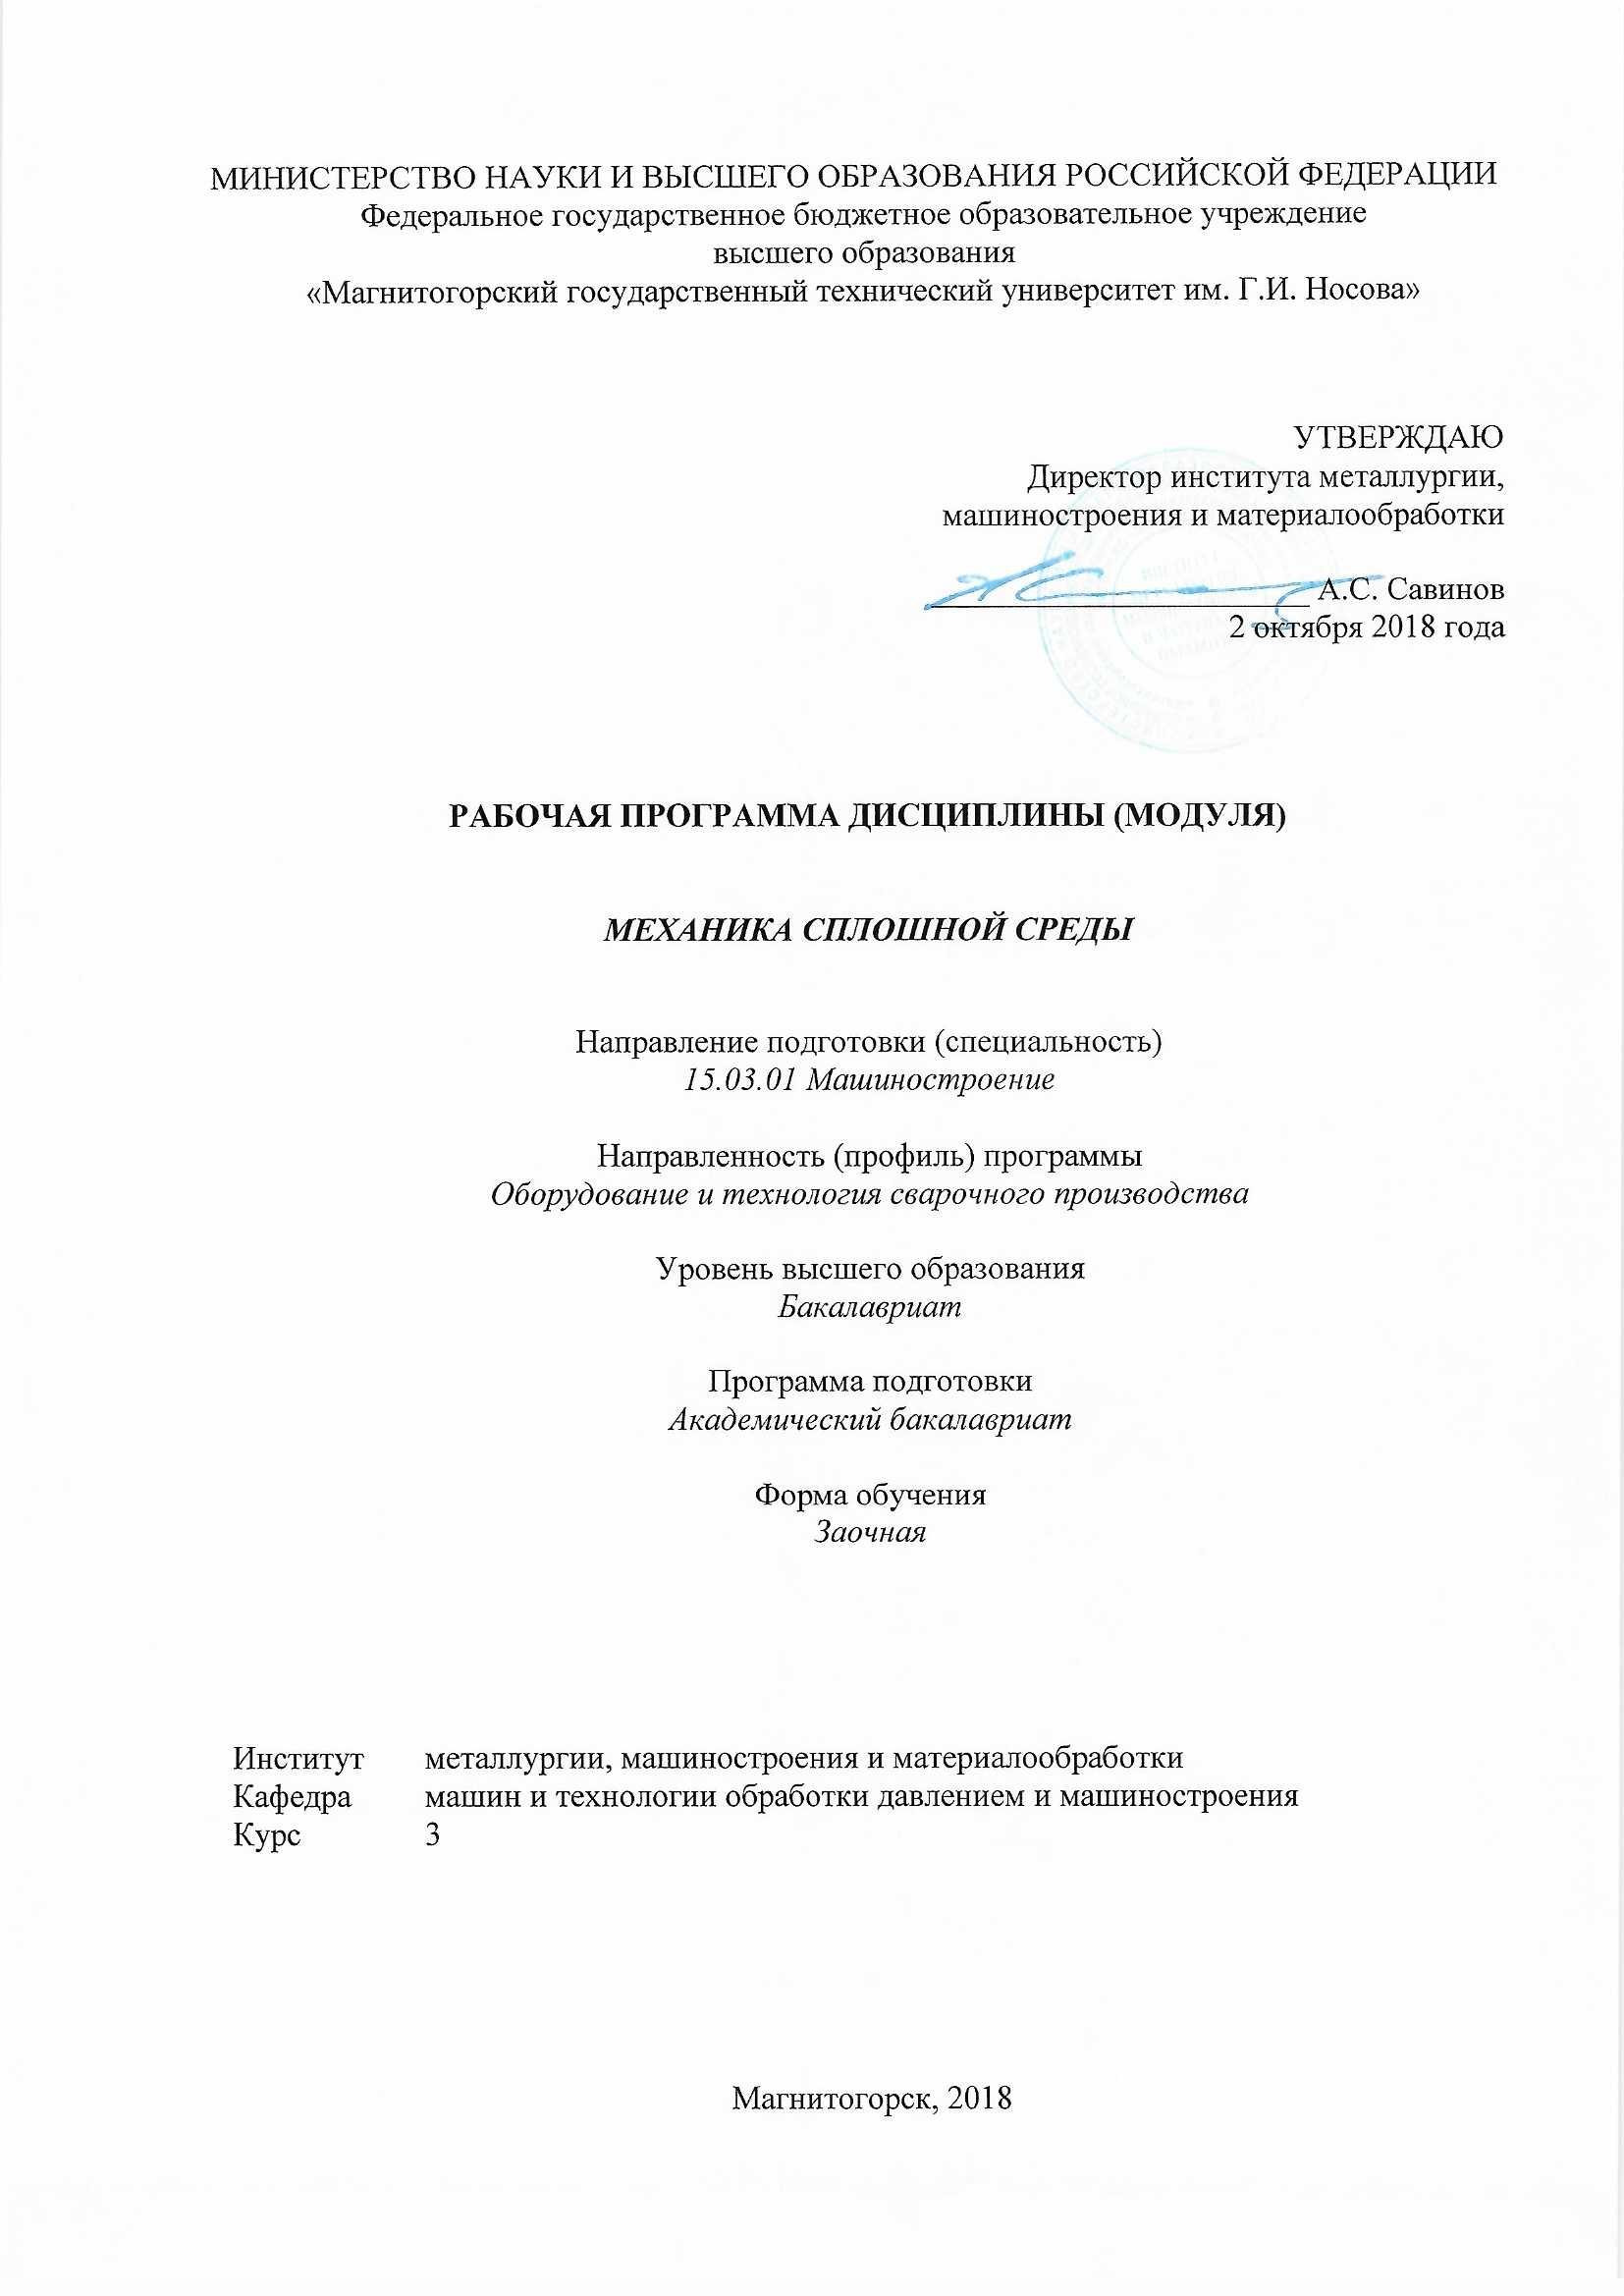 МИНИСТЕРСТВО НАУКИ И ВЫСШЕГО ОБРАЗОВАНИЯ РОССИЙСКОЙ ФЕДЕРАЦИИ
Федеральное государственное бюджетное образовательное учреждение
высшего образования
«Магнитогорский государственный технический университет им. Г.И. Носова»
УТВЕРЖДАЮ
Директор института металлургии,
машиностроения и материалообработки
А.С. Савинов
2 октября 2018 года
РАБОЧАЯ ПРОГРАММА ДИСЦИПЛИНЫ (МОДУЛЯ)
МЕХАНИКА СПЛОШНОЙ СРЕДЫ
Направление подготовки (специальность)
15.03.01 Машиностроение
Направленность (профиль) программы
Оборудование и технология сварочного производства
Уровень высшего образования
Бакалавриат
Программа подготовки
Академический бакалавриат
Форма обучения
Заочная
Институт металлургии, машиностроения и материалообработки
Кафедра машин и технологии обработки давлением и машиностроения
Курс 3
Магнитогорск, 2018